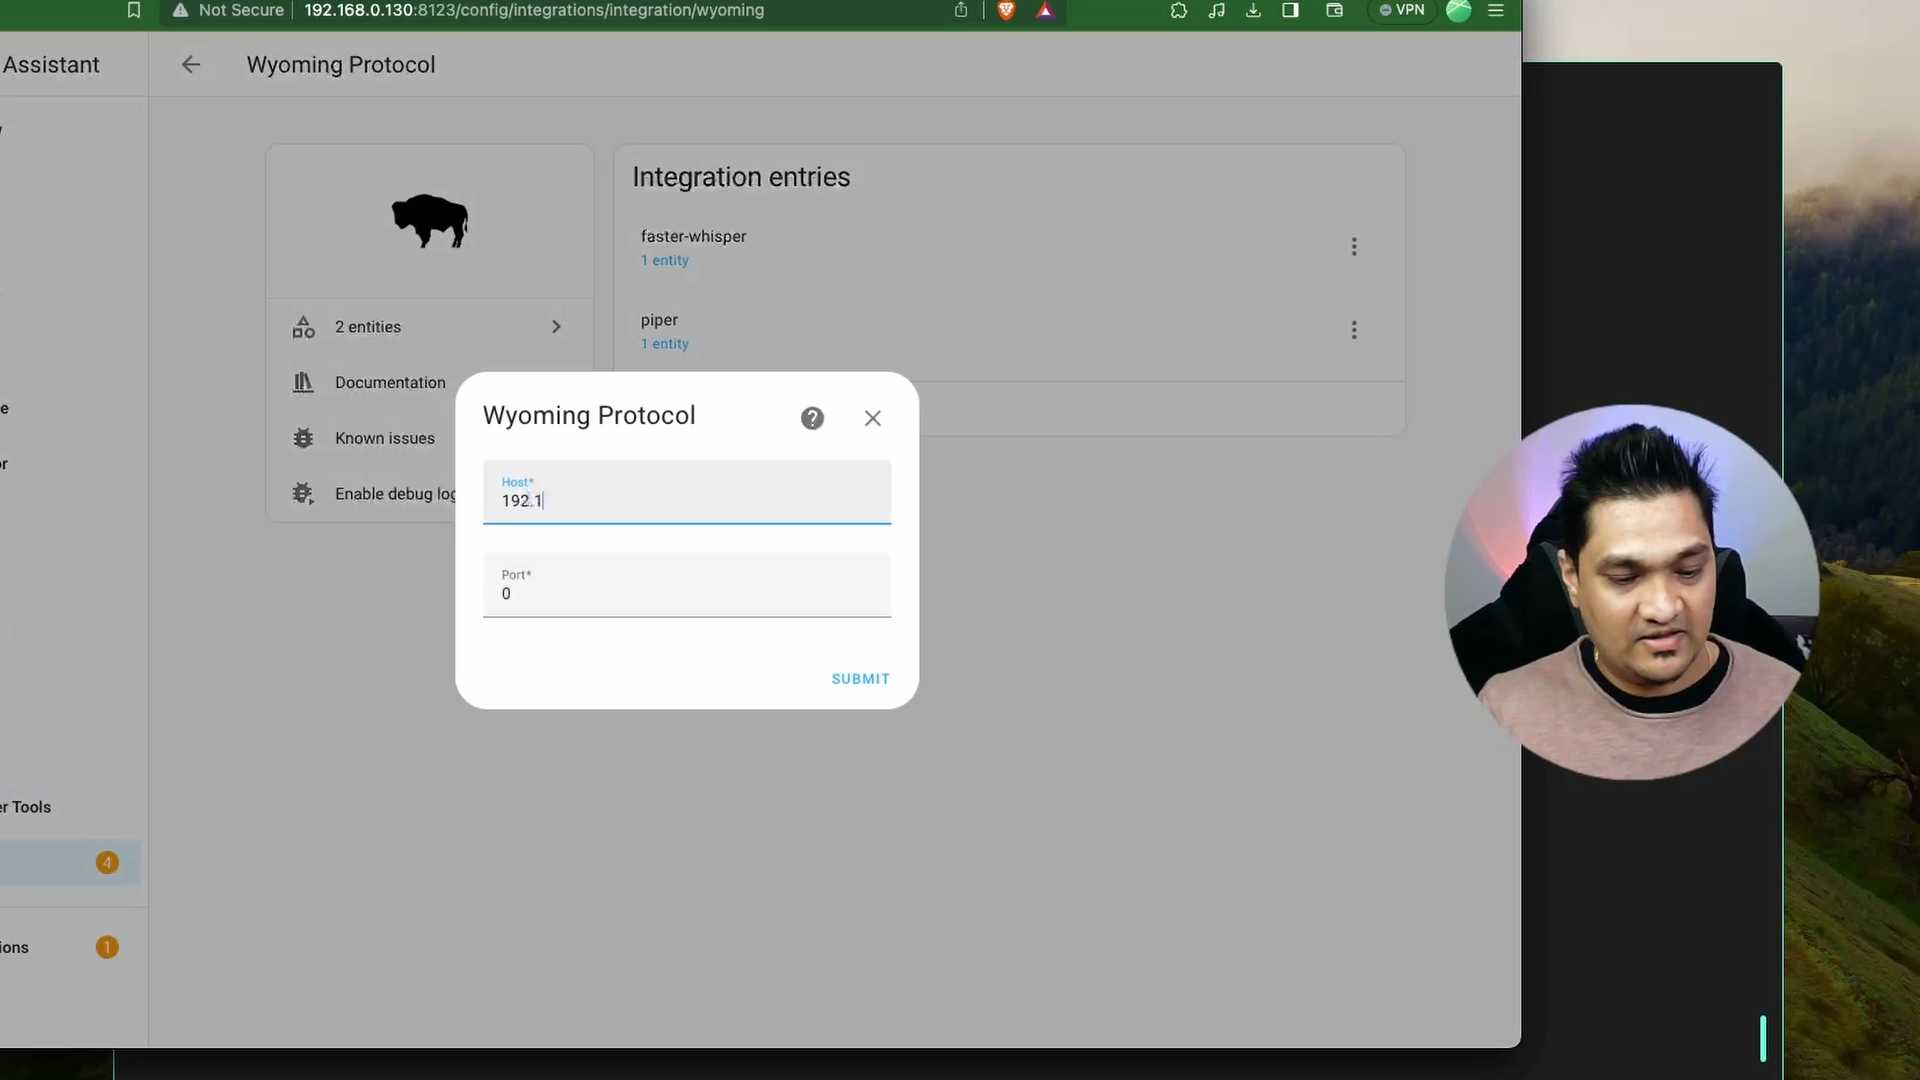 Not Secure 192.168.0.130:8123/config/integrations/integration/wyoming VPN
Assistant
Wyoming Protocol
Integration entries
faster-whisper
1 entity
piper
1 entity
2 entities
Documentation
Known issues
Enable debug log
Wyoming Protocol
Host*
192.1
Port*
0
SUBMIT
e
or
er Tools
4
ions
1